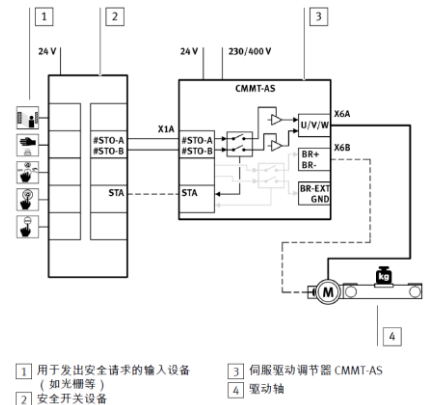 1
2
3
24 V
24 V
230/400 V
CMMT-AS
X1A
X6A
U/V/W
#STO-A
#STO-B
#STO-A
#STO-B
X6B
BR+
BR-
STA
STA
BR-EXT
GND
kg
M
4
1 用于发出安全请求的输入设备
(如光栅等)
2 安全开关设备
3 伺服驱动调节器 CMMT-AS
4 驱动轴